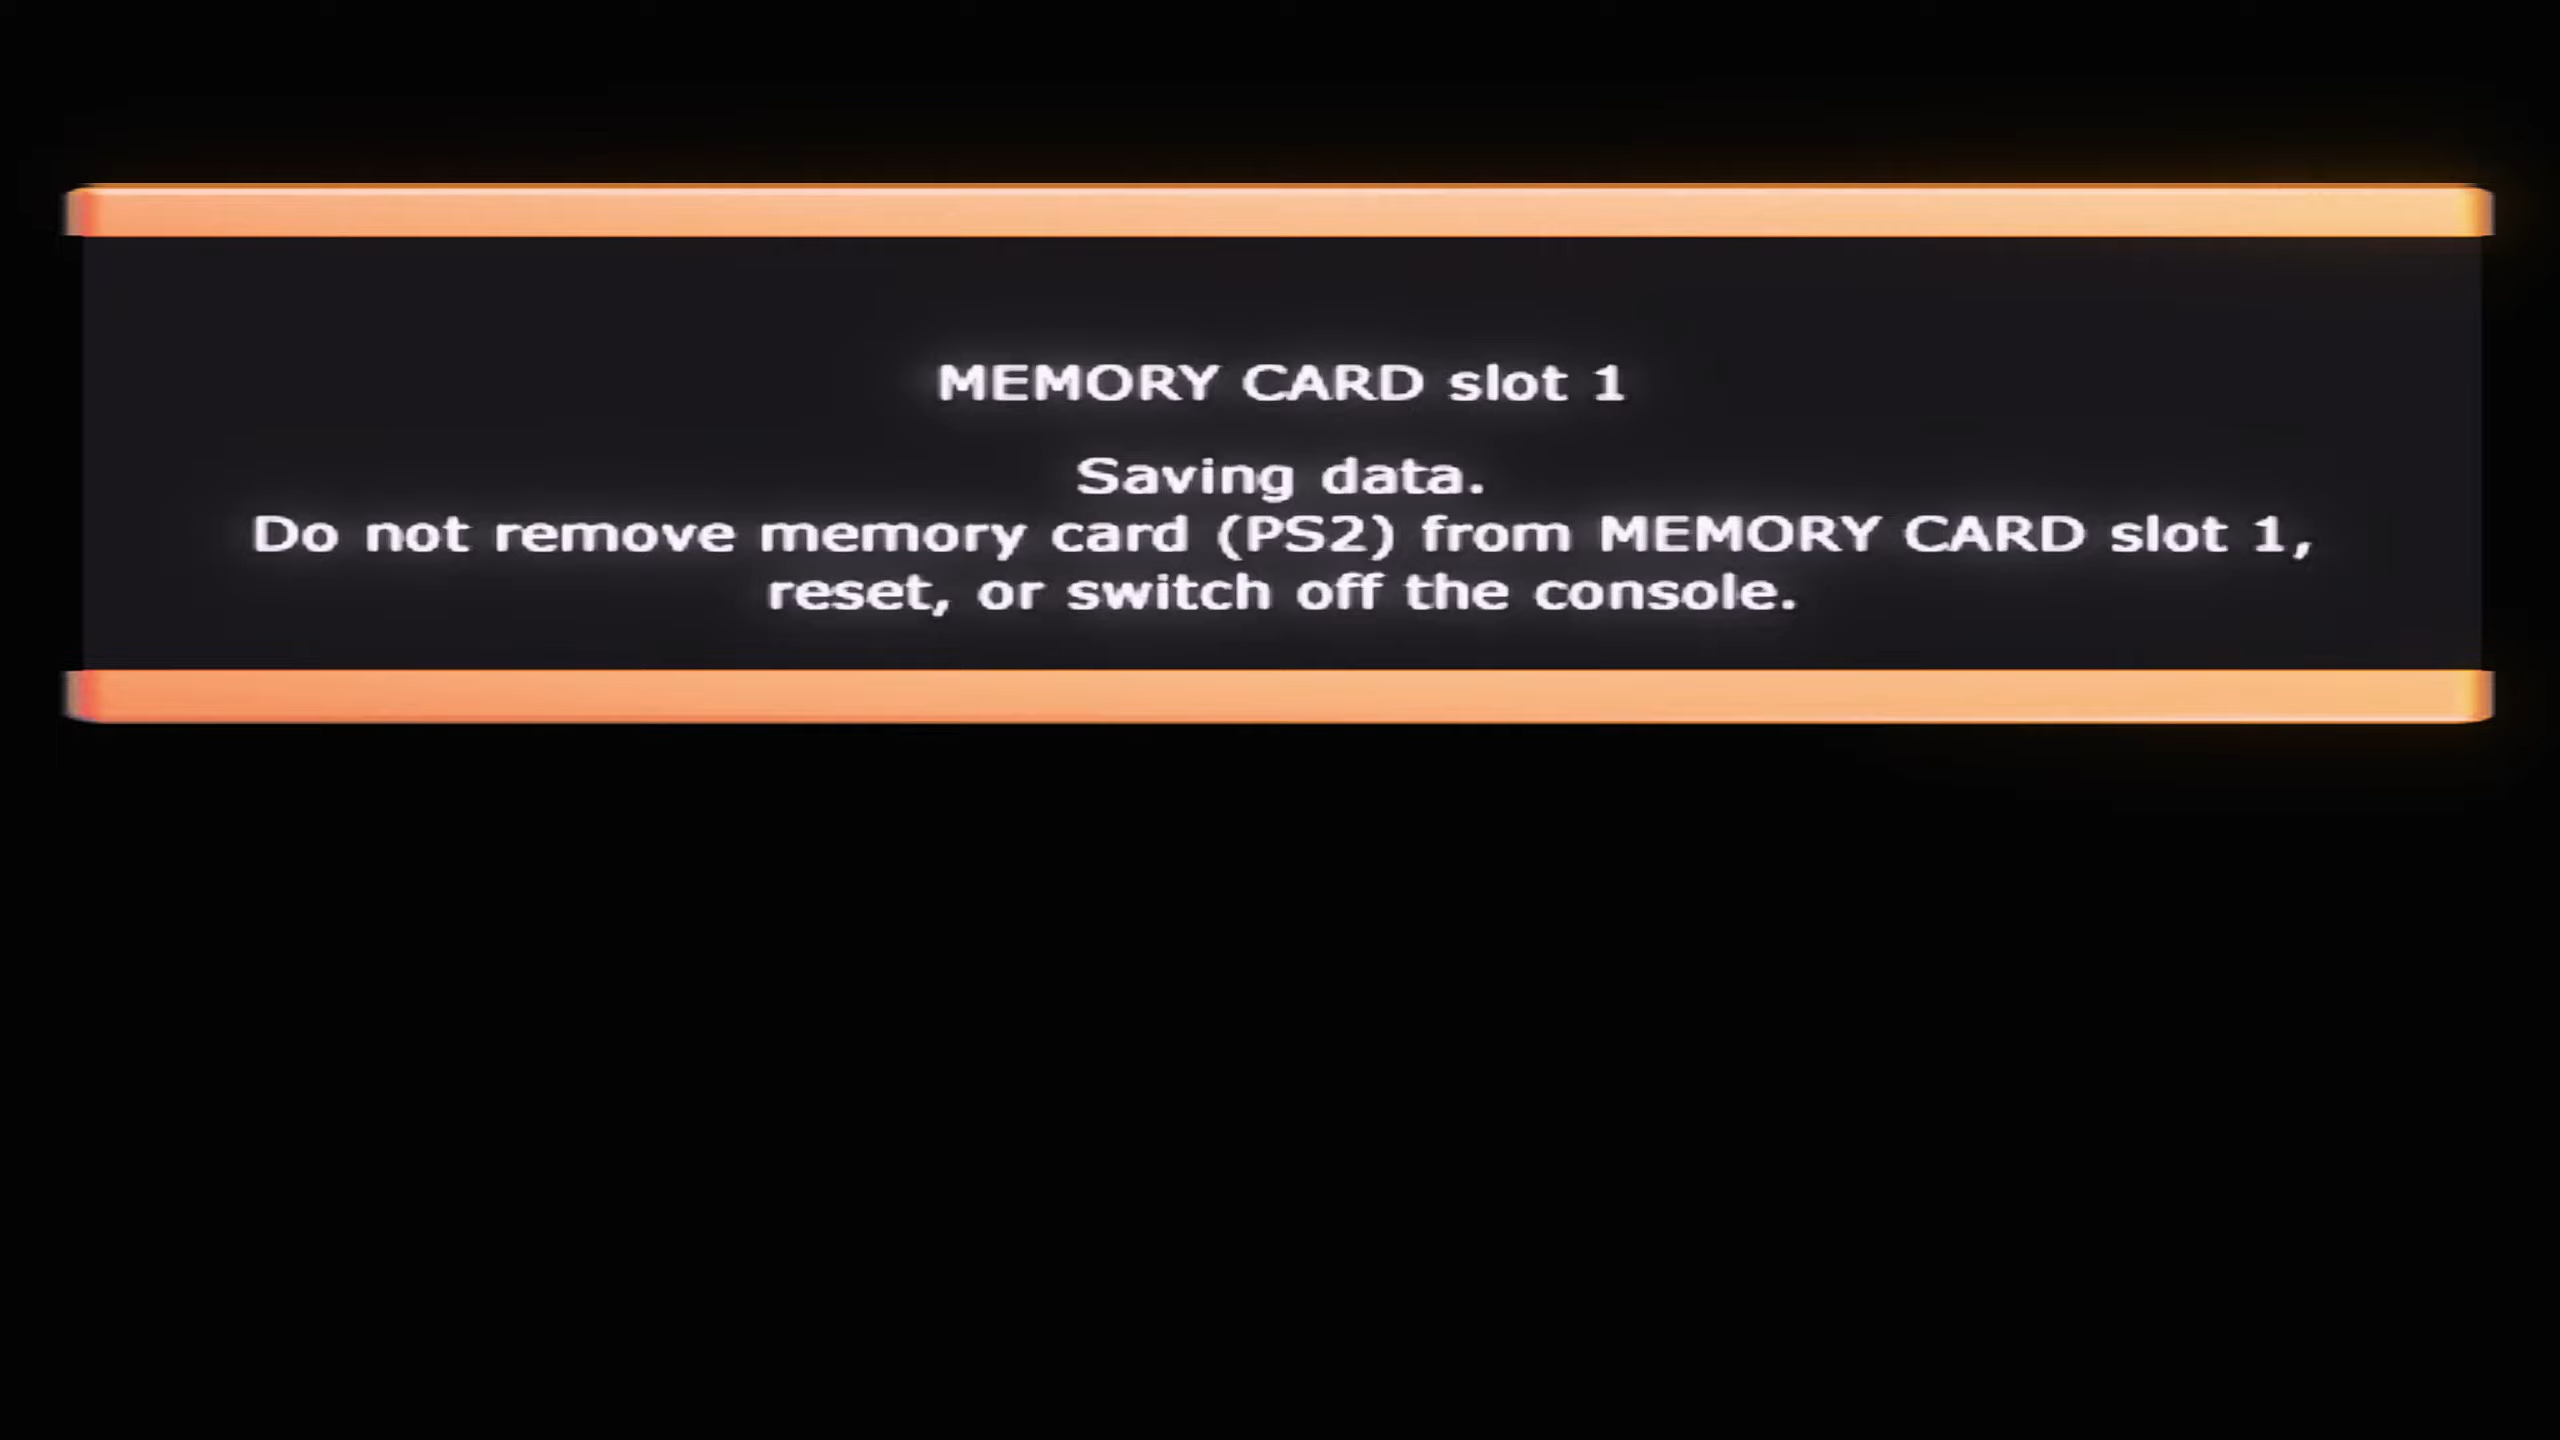 MEMORY CARD slot 1
Saving data.
Do not remove memory card (PS2) from MEMORY CARD slot 1,
reset, or switch off the console.